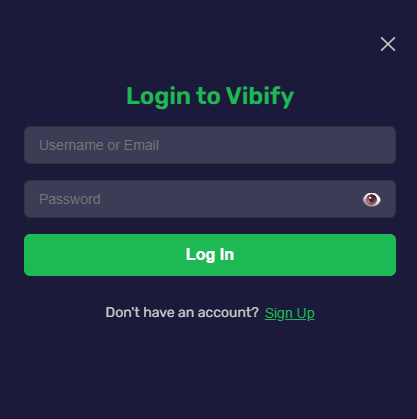 Login to Vibify
Username or Email
Password
Log In
Don't have an account? Sign Up